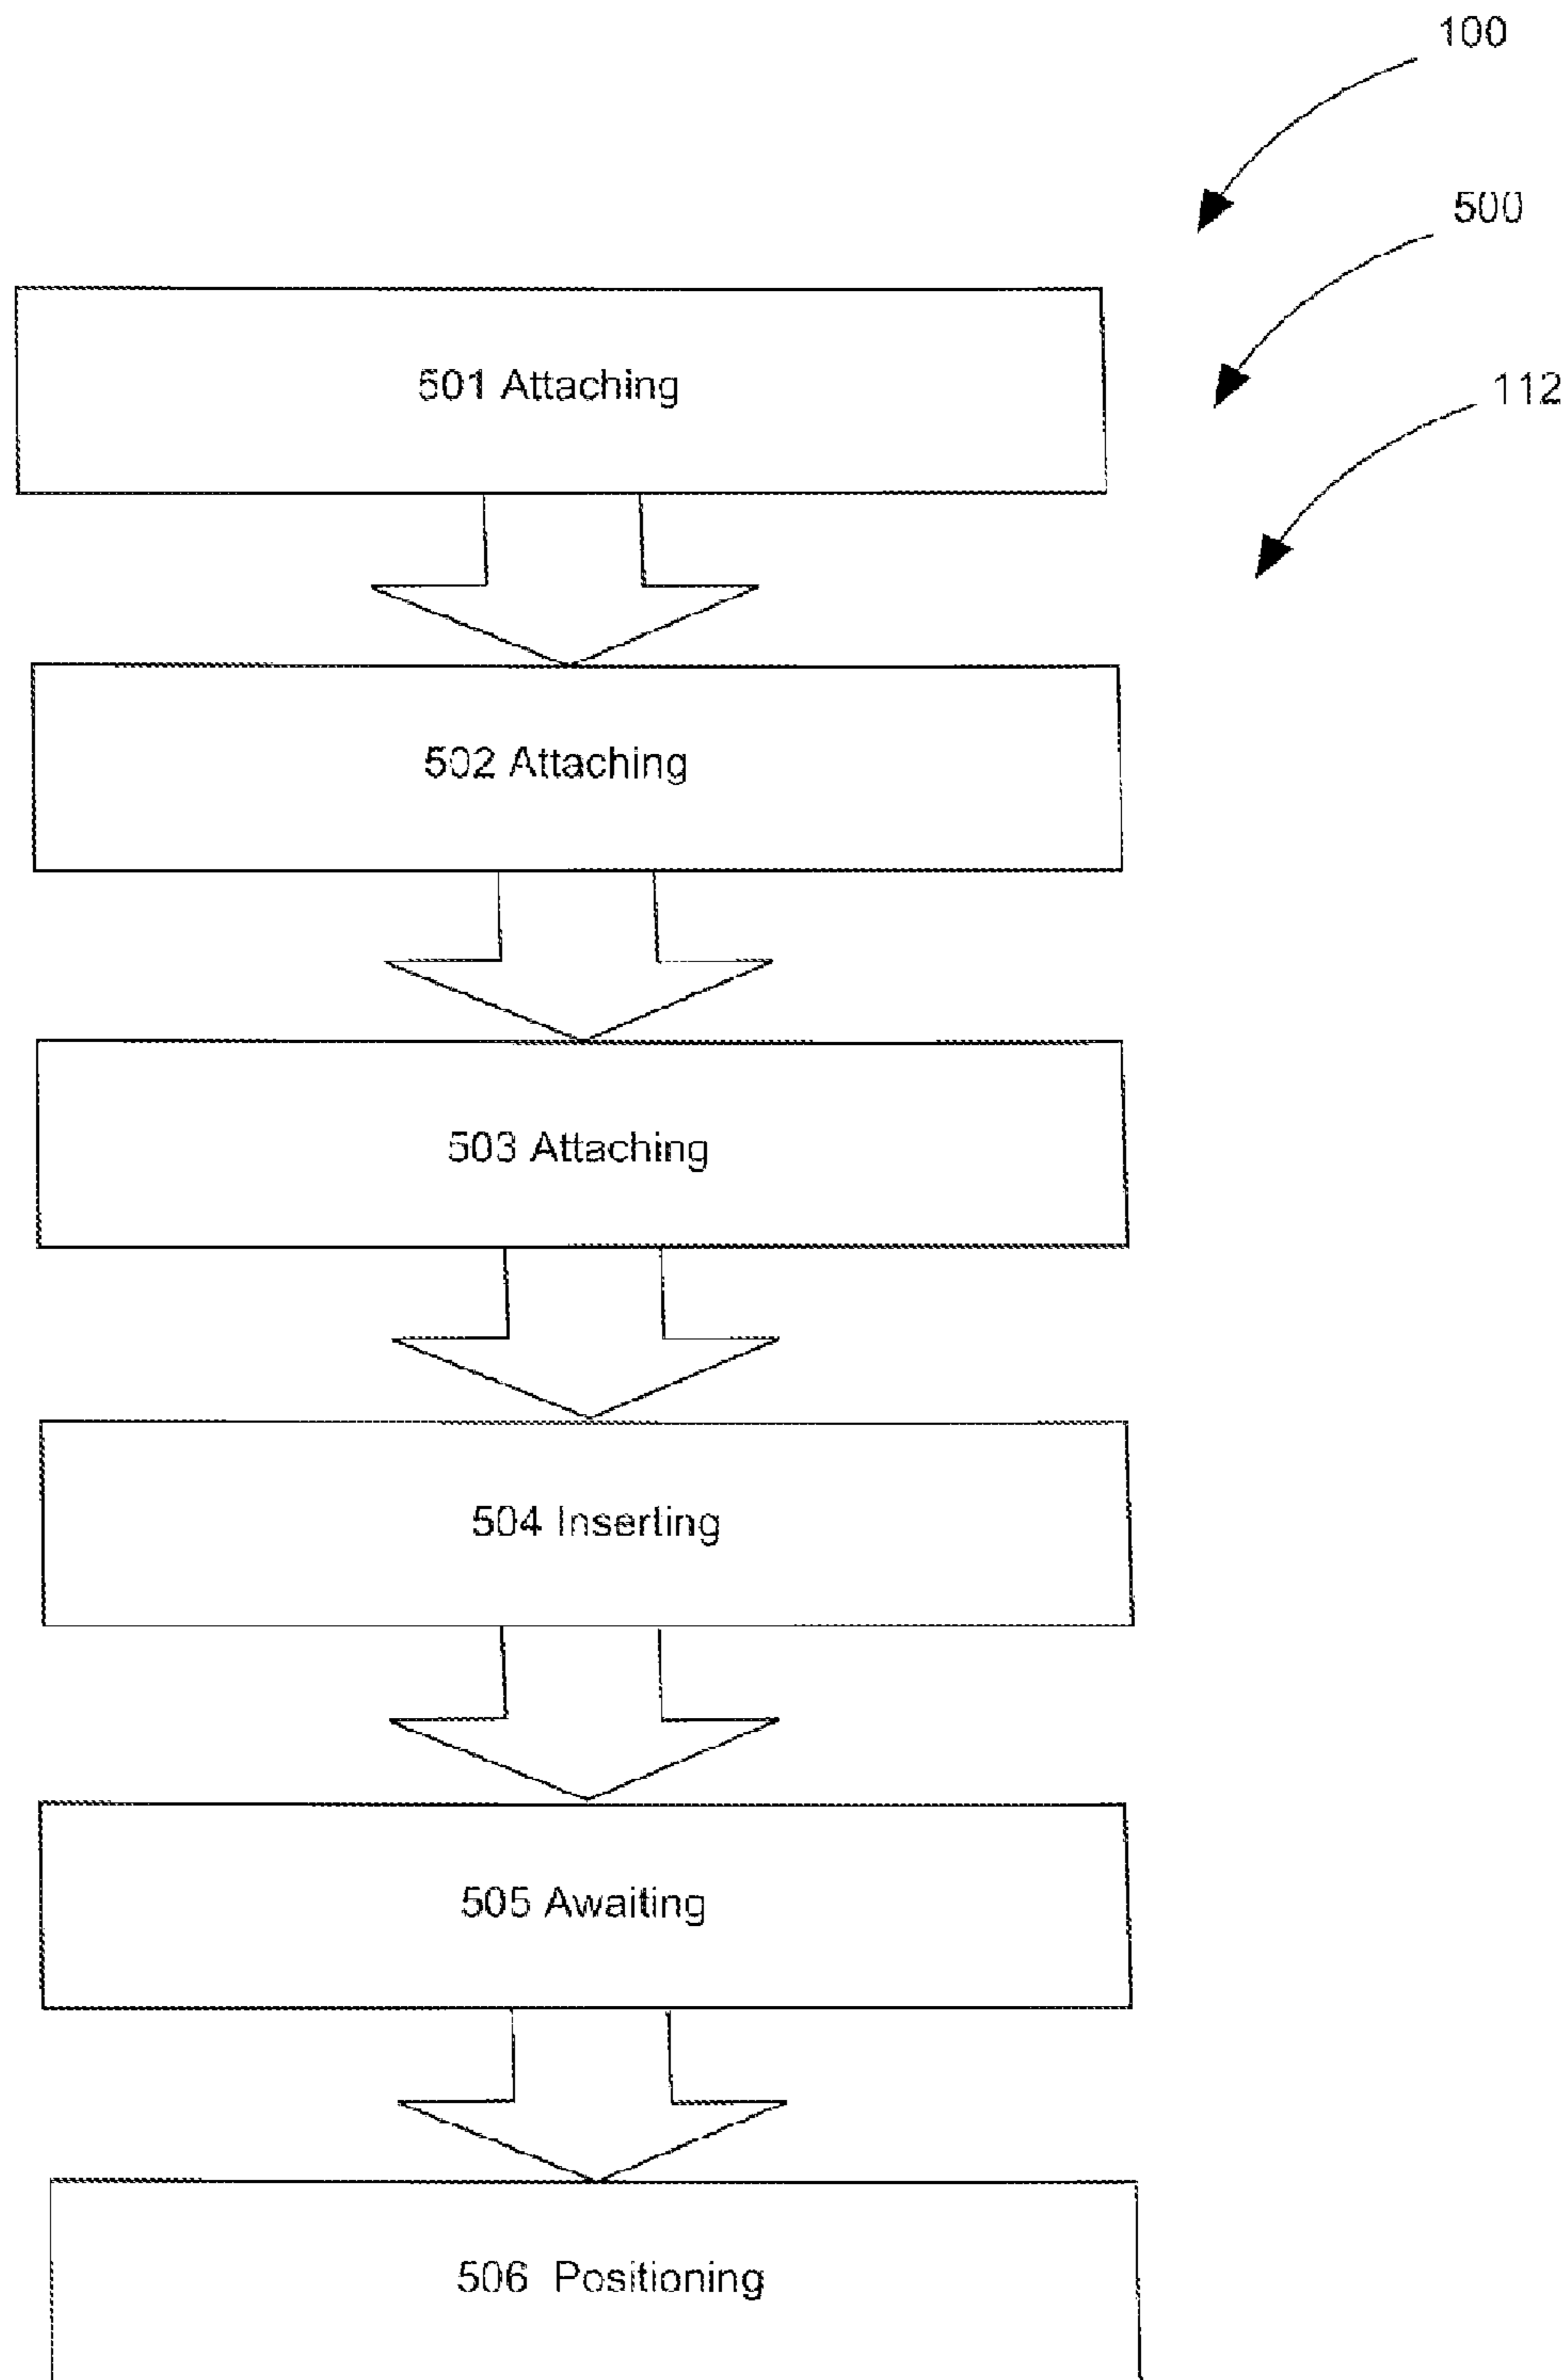 100
500
501 Attaching
112
502 Attaching
503 Attaching
504 Inserting
505 Awaiting
506 Positioning